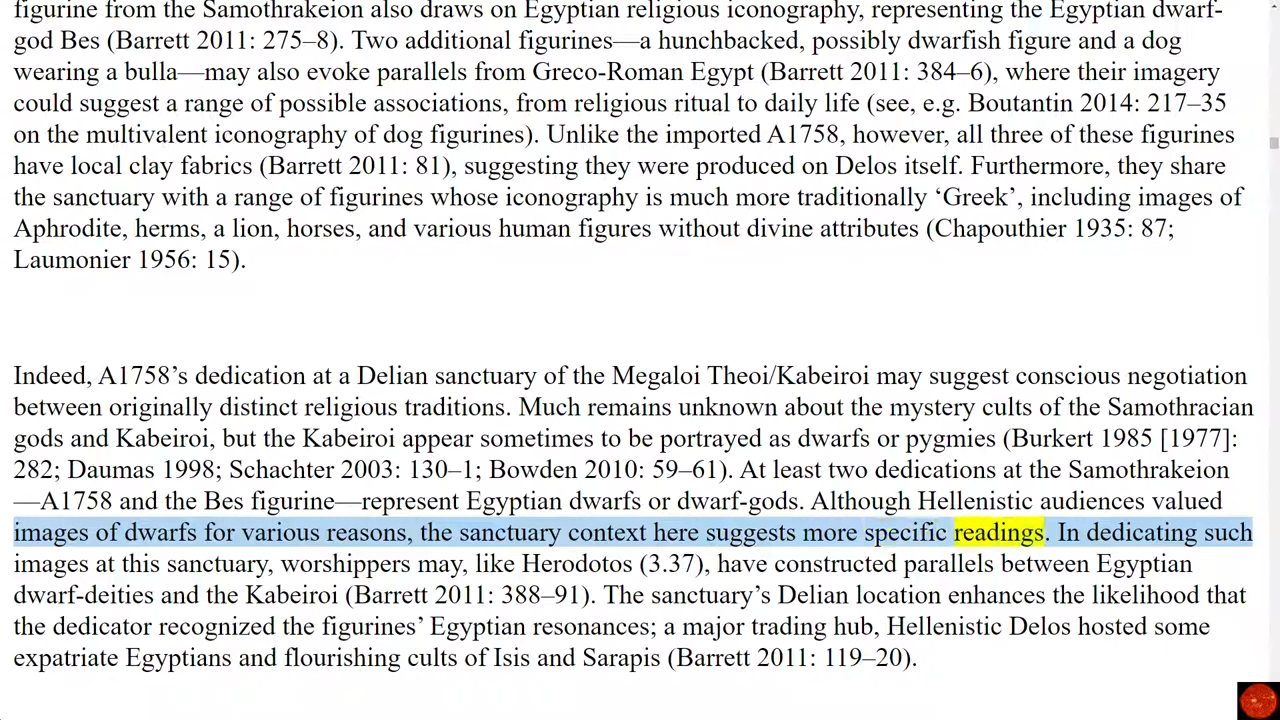 figurine from the Samothrakeion also draws on Egyptian religious iconography, representing the Egyptian dwarf-
god Bes (Barrett 2011: 275–8). Two additional figurines—a hunchbacked, possibly dwarfish figure and a dog
wearing a bulla—may also evoke parallels from Greco-Roman Egypt (Barrett 2011: 384–6), where their imagery
could suggest a range of possible associations, from religious ritual to daily life (see, e.g. Boutantin 2014: 217–35
on the multivalent iconography of dog figurines). Unlike the imported A1758, however, all three of these figurines
have local clay fabrics (Barrett 2011: 81), suggesting they were produced on Delos itself. Furthermore, they share
the sanctuary with a range of figurines whose iconography is much more traditionally ‘Greek’, including images of
Aphrodite, herms, a lion, horses, and various human figures without divine attributes (Chapouthier 1935: 87;
Laumonier 1956: 15).
Indeed, A1758’s dedication at a Delian sanctuary of the Megaloi Theoi/Kabeiroi may suggest conscious negotiation
between originally distinct religious traditions. Much remains unknown about the mystery cults of the Samothracian
gods and Kabeiroi, but the Kabeiroi appear sometimes to be portrayed as dwarfs or pygmies (Burkert 1985 [1977]:
282; Daumas 1998; Schachter 2003: 130–1; Bowden 2010: 59–61). At least two dedications at the Samothrakeion
—A1758 and the Bes figurine—represent Egyptian dwarfs or dwarf-gods. Although Hellenistic audiences valued
images of dwarfs for various reasons, the sanctuary context here suggests more specific readings. In dedicating such
images at this sanctuary, worshippers may, like Herodotos (3.37), have constructed parallels between Egyptian
dwarf-deities and the Kabeiroi (Barrett 2011: 388–91). The sanctuary’s Delian location enhances the likelihood that
the dedicator recognized the figurines’ Egyptian resonances; a major trading hub, Hellenistic Delos hosted some
expatriate Egyptians and flourishing cults of Isis and Sarapis (Barrett 2011: 119–20).